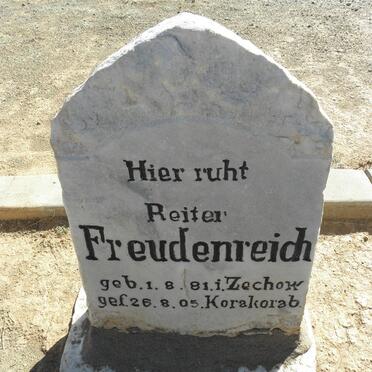 Hier ruht
Reiter
Freudenreich
geb. 1. 8. 81. i. Zechow
gef. 26. 8. 05. Korakorab.